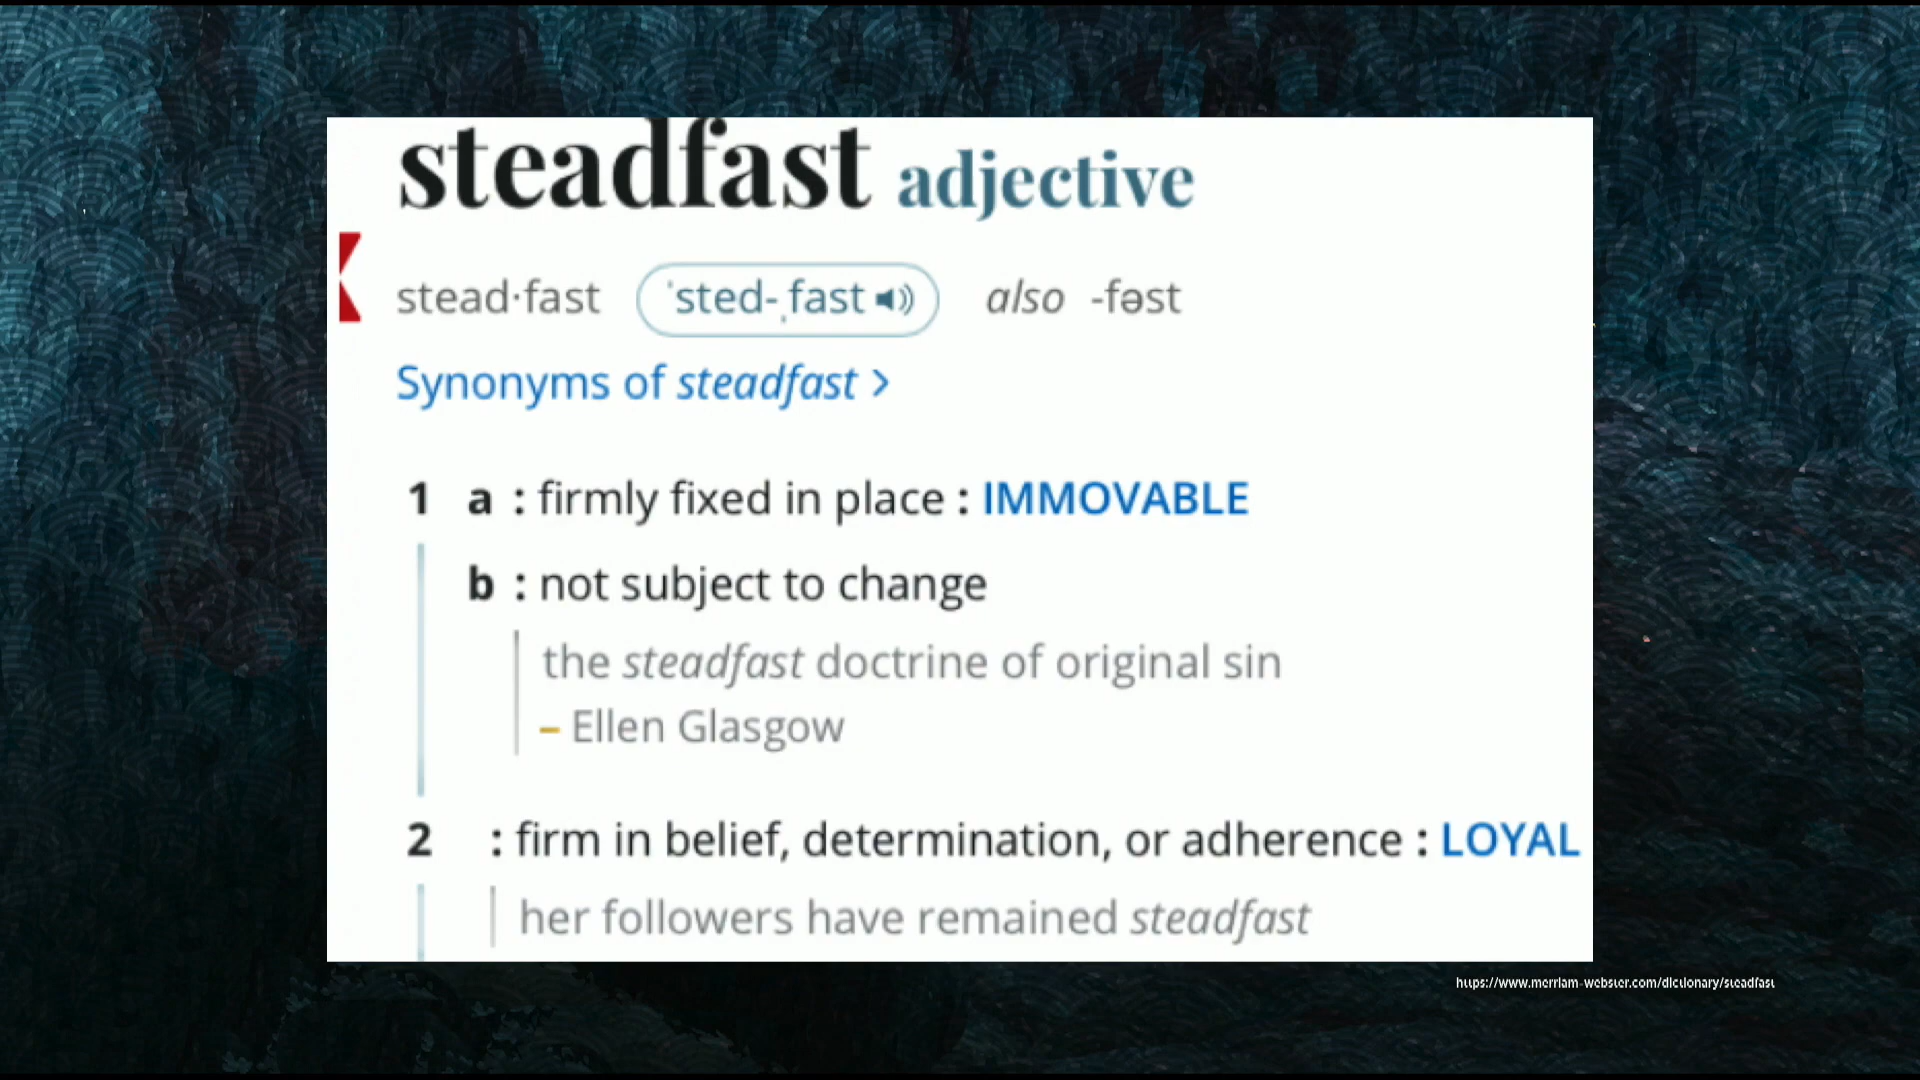 steadfast adjective
stead·fast ˈsted-ˌfast also -fəst
Synonyms of steadfast >
1 a : firmly fixed in place : IMMOVABLE
b : not subject to change
the steadfast doctrine of original sin
– Ellen Glasgow
2 : firm in belief, determination, or adherence : LOYAL
her followers have remained steadfast
https://www.merriam-webster.com/dictionary/steadfast